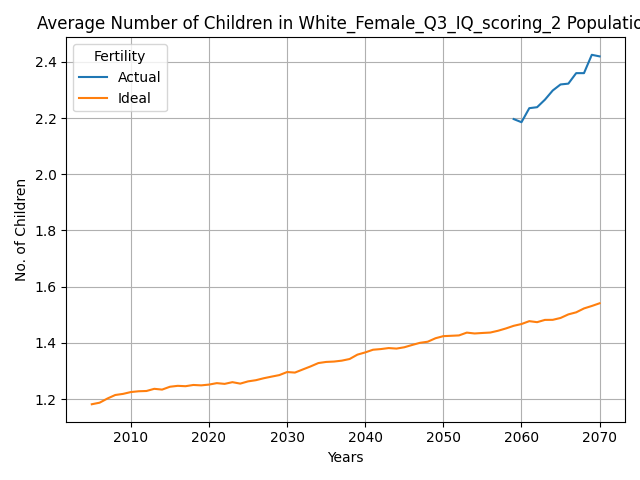 Average Number of Children in White_Female_Q3_IQ_scoring_2 Populatio
Fertility
Actual
Ideal
No. of Children
2.4
2.2
2.0
1.8
1.6
1.4
1.2
2010 2020 2030 2040 2050 2060 2070
Years